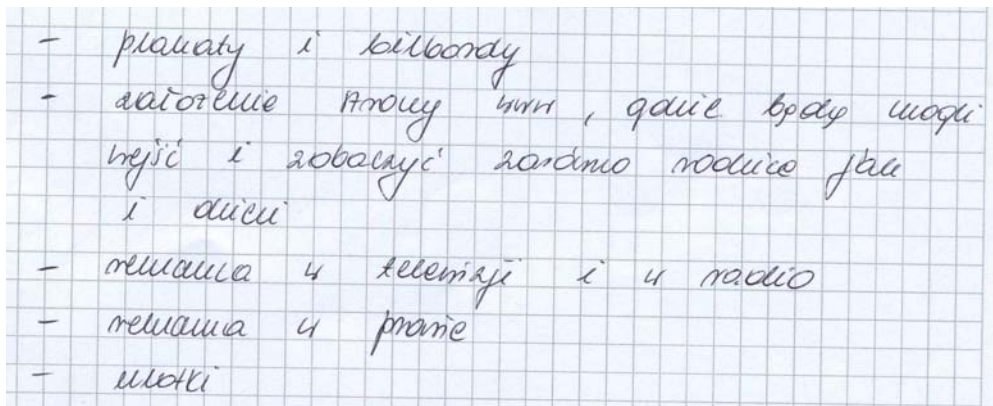 - plakaty i bilbordy
- założenie strony www, gdzie będą mogli
wejść i zobaczyć zarówno rodzice jak
i dzieci
- reklama w telewizji i w radio
- reklama w prasie
- ulotki